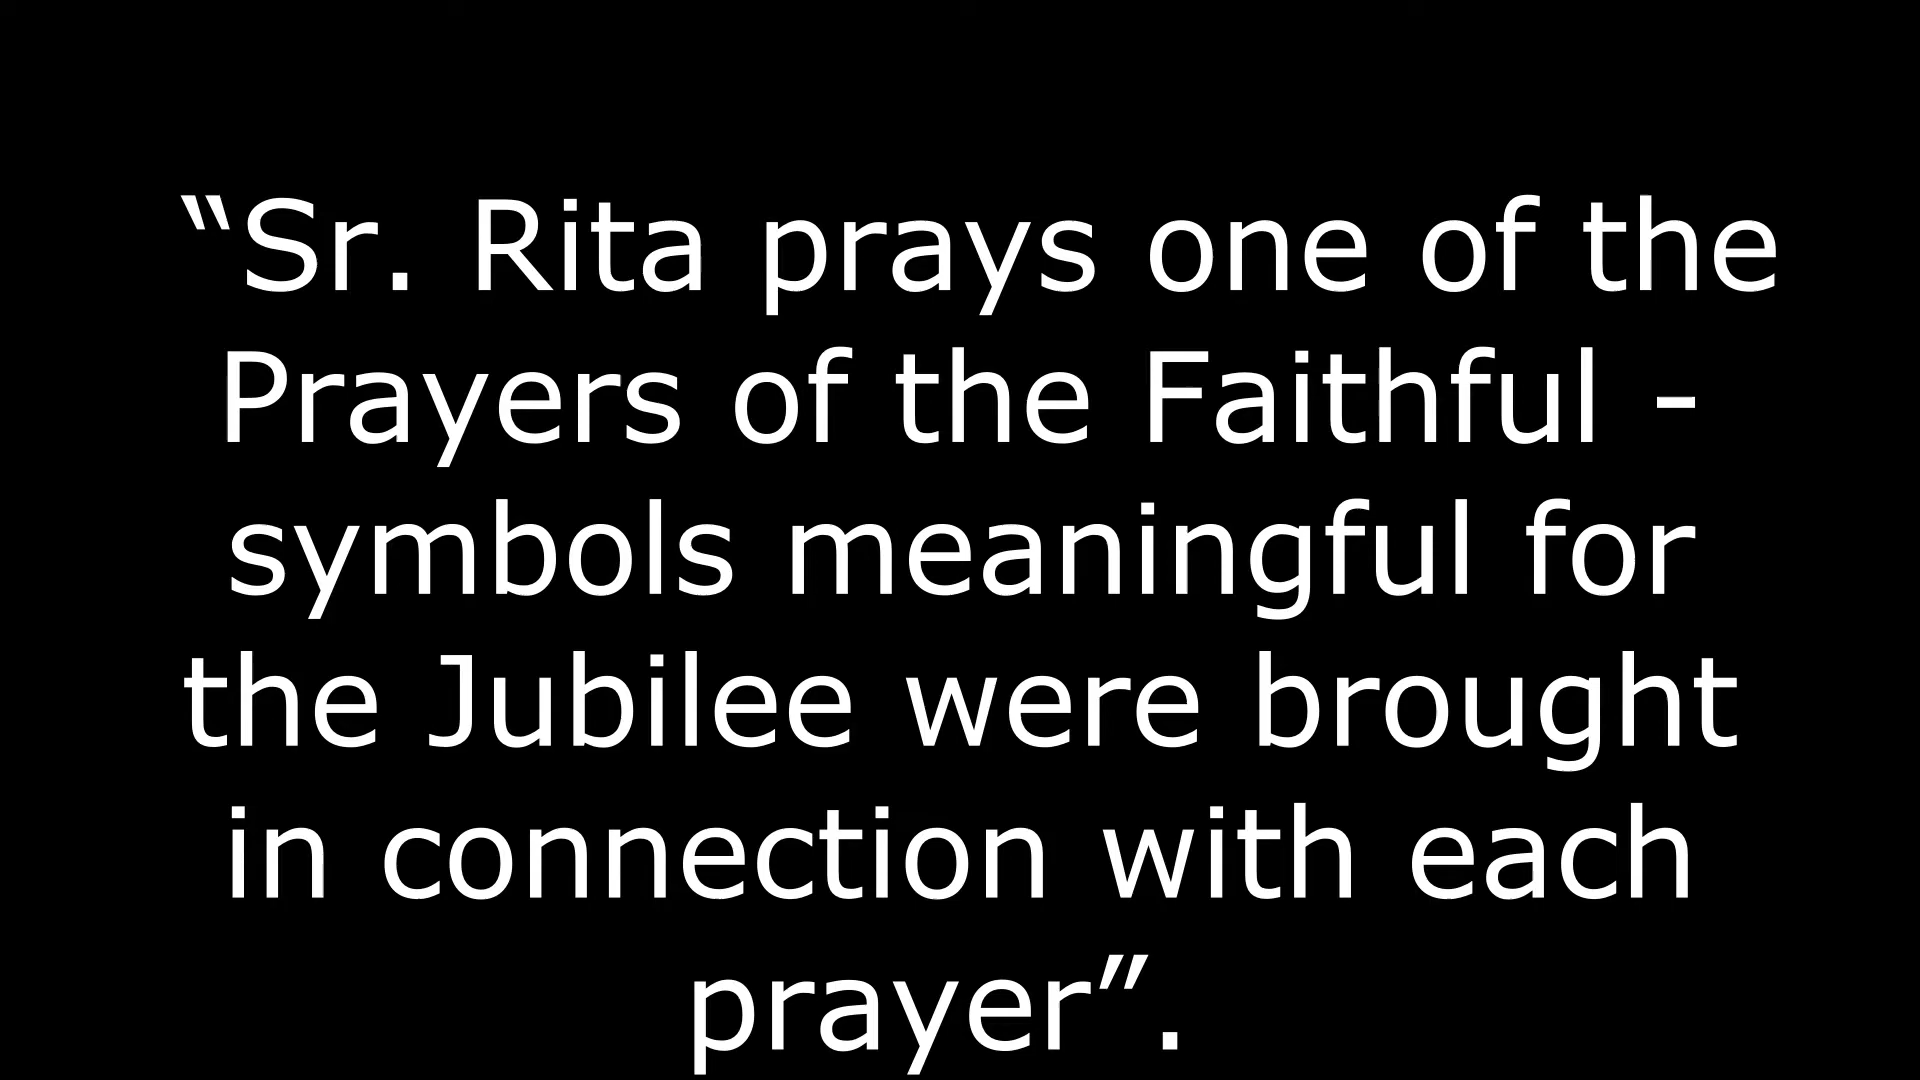 “Sr. Rita prays one of the
Prayers of the Faithful -
symbols meaningful for
the Jubilee were brought
in connection with each
prayer”.